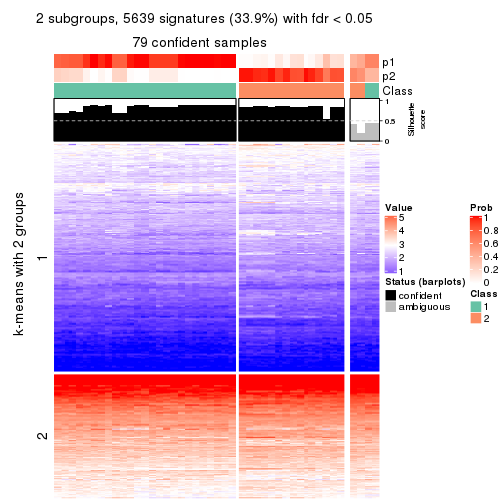 2 subgroups, 5639 signatures (33.9%) with fdr < 0.05
79 confident samples
p1
p2
Class
1
0.5
0
Silhouette
score
k-means with 2 groups
1
2
Value
5
4
3
2
1
Status (barplots)
confident
ambiguous
Prob
1
0.8
0.6
0.4
0.2
0
Class
1
2